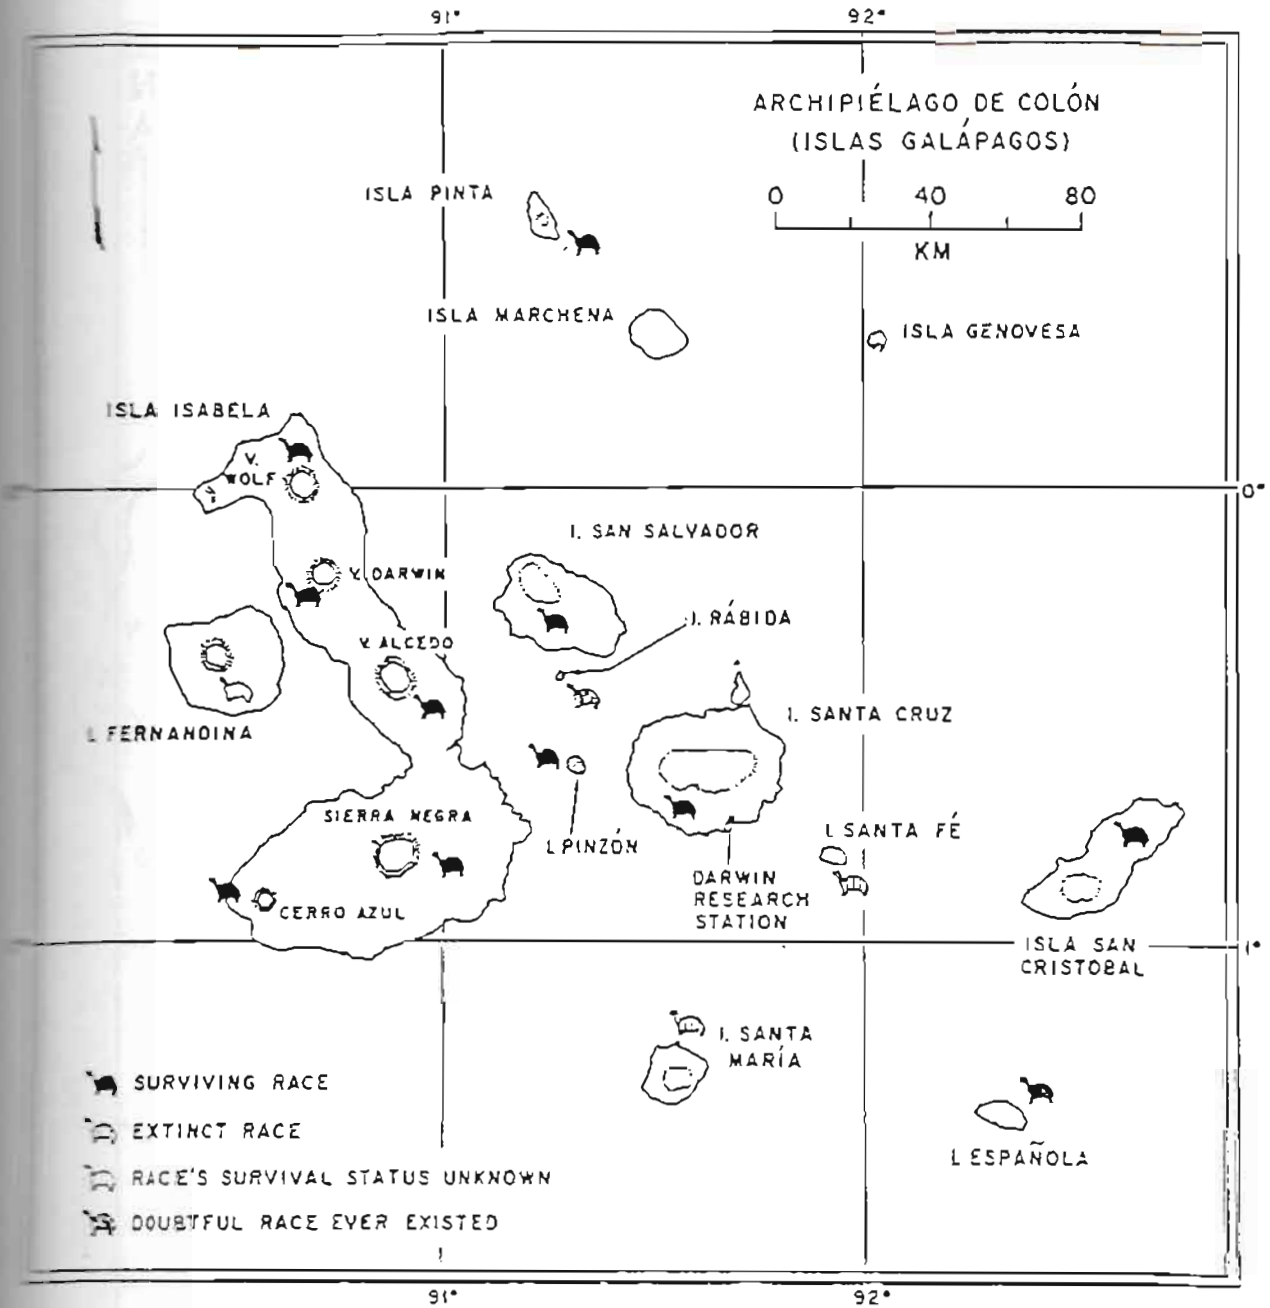 91° 92°
ARCHIPIÉLAGO DE COLÓN
(ISLAS GALÁPAGOS)
0 40 80
KM
ISLA PINTA
ISLA MARCHENA
ISLA GENOVESA
ISLA ISABELA
V.
WOLF
0°
I. SAN SALVADOR
V. DARWIN
I. RÁBIDA
V. ALCEDO
I. SANTA CRUZ
I. FERNANDINA
SIERRA NEGRA
I. PINZÓN
I. SANTA FÉ
DARWIN
RESEARCH
STATION
CERRO AZUL
ISLA SAN
CRISTOBAL
1°
I. SANTA
MARÍA
I. ESPAÑOLA
SURVIVING RACE
EXTINCT RACE
RACE'S SURVIVAL STATUS UNKNOWN
DOUBTFUL RACE EVER EXISTED
91° 92°